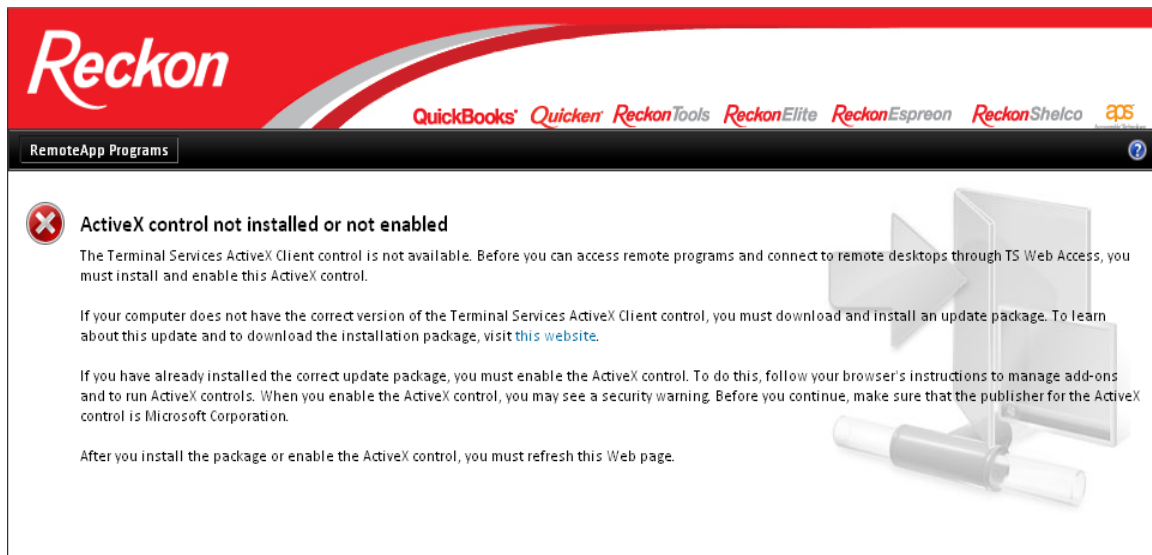 Reckon
QuickBooks Quicken ReckonTools ReckonElite ReckonEspreon ReckonShelco aps
RemoteApp Programs ?
ActiveX control not installed or not enabled
The Terminal Services ActiveX Client control is not available. Before you can access remote programs and connect to remote desktops through TS Web Access, you
must install and enable this ActiveX control.
If your computer does not have the correct version of the Terminal Services ActiveX Client control, you must download and install an update package. To learn
about this update and to download the installation package, visit this website.
If you have already installed the correct update package, you must enable the ActiveX control. To do this, follow your browser's instructions to manage add-ons
and to run ActiveX controls. When you enable the ActiveX control, you may see a security warning. Before you continue, make sure that the publisher for the ActiveX
control is Microsoft Corporation.
After you install the package or enable the ActiveX control, you must refresh this Web page.